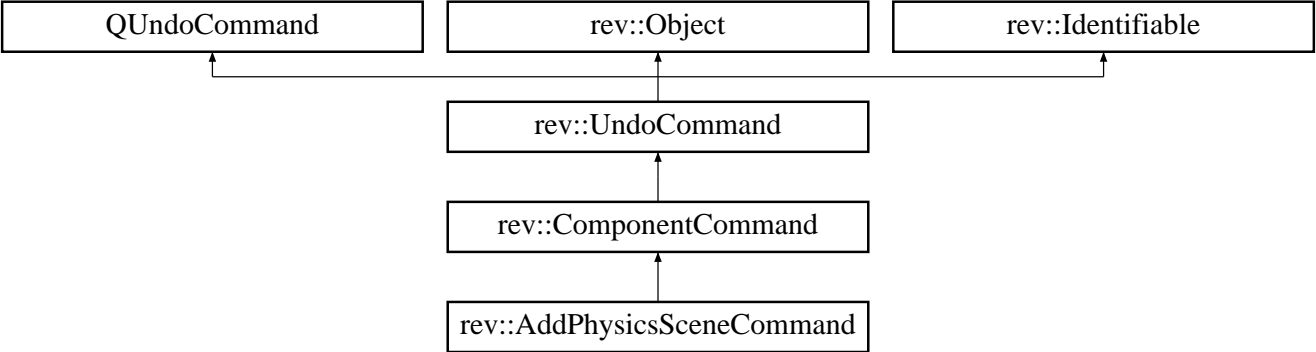 QUndoCommand
rev::Object
rev::Identifiable
rev::UndoCommand
rev::ComponentCommand
rev::AddPhysicsSceneCommand